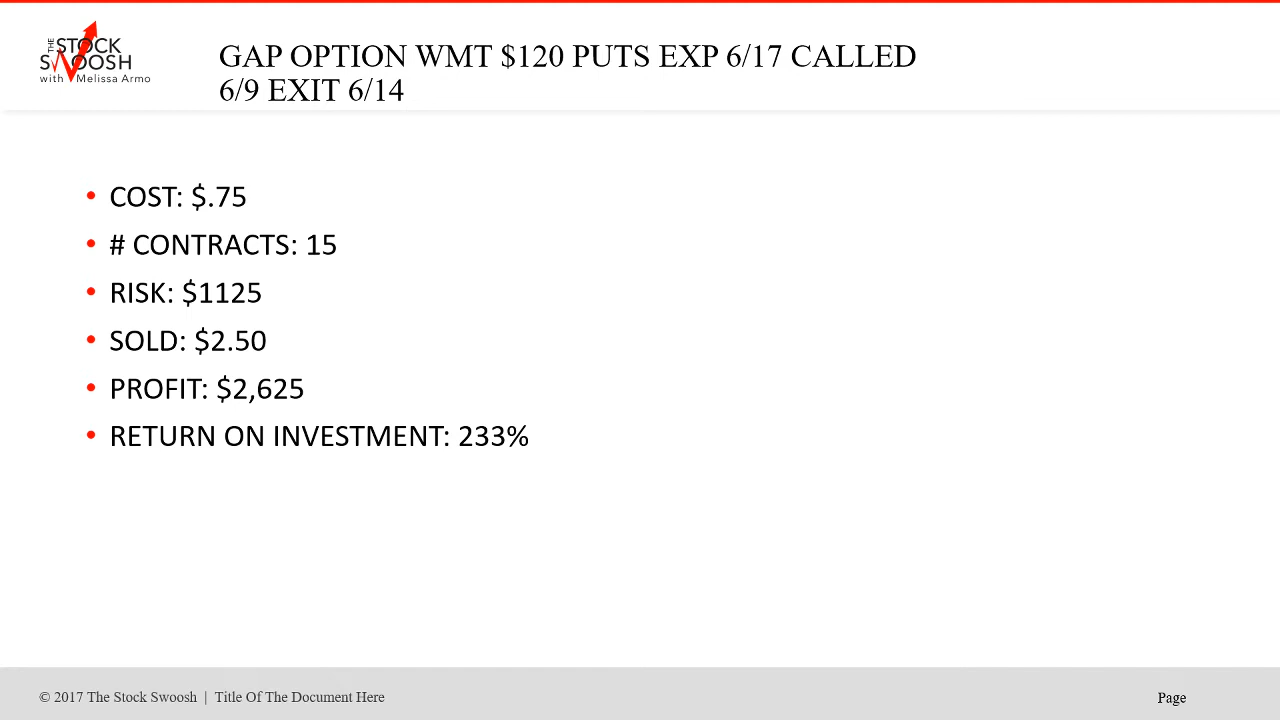 THE STOCK
SWOOSH
with Melissa Armo
GAP OPTION WMT $120 PUTS EXP 6/17 CALLED
6/9 EXIT 6/14
• COST: $.75
• # CONTRACTS: 15
• RISK: $1125
• SOLD: $2.50
• PROFIT: $2,625
• RETURN ON INVESTMENT: 233%
© 2017 The Stock Swoosh | Title Of The Document Here
Page